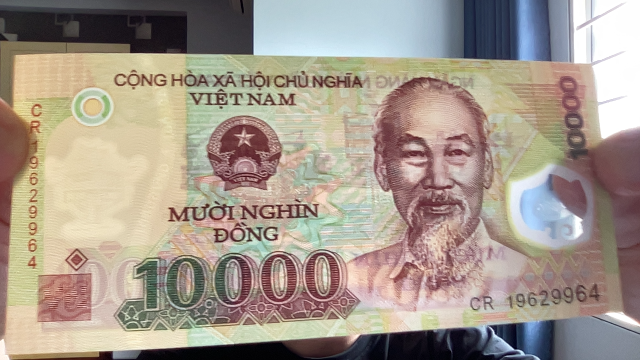 CỘNG HÒA XÃ HỘI CHỦ NGHĨA
VIỆT NAM
CR 19629964
10000
MƯỜI NGHÌN
ĐỒNG
10000
CR 19629964